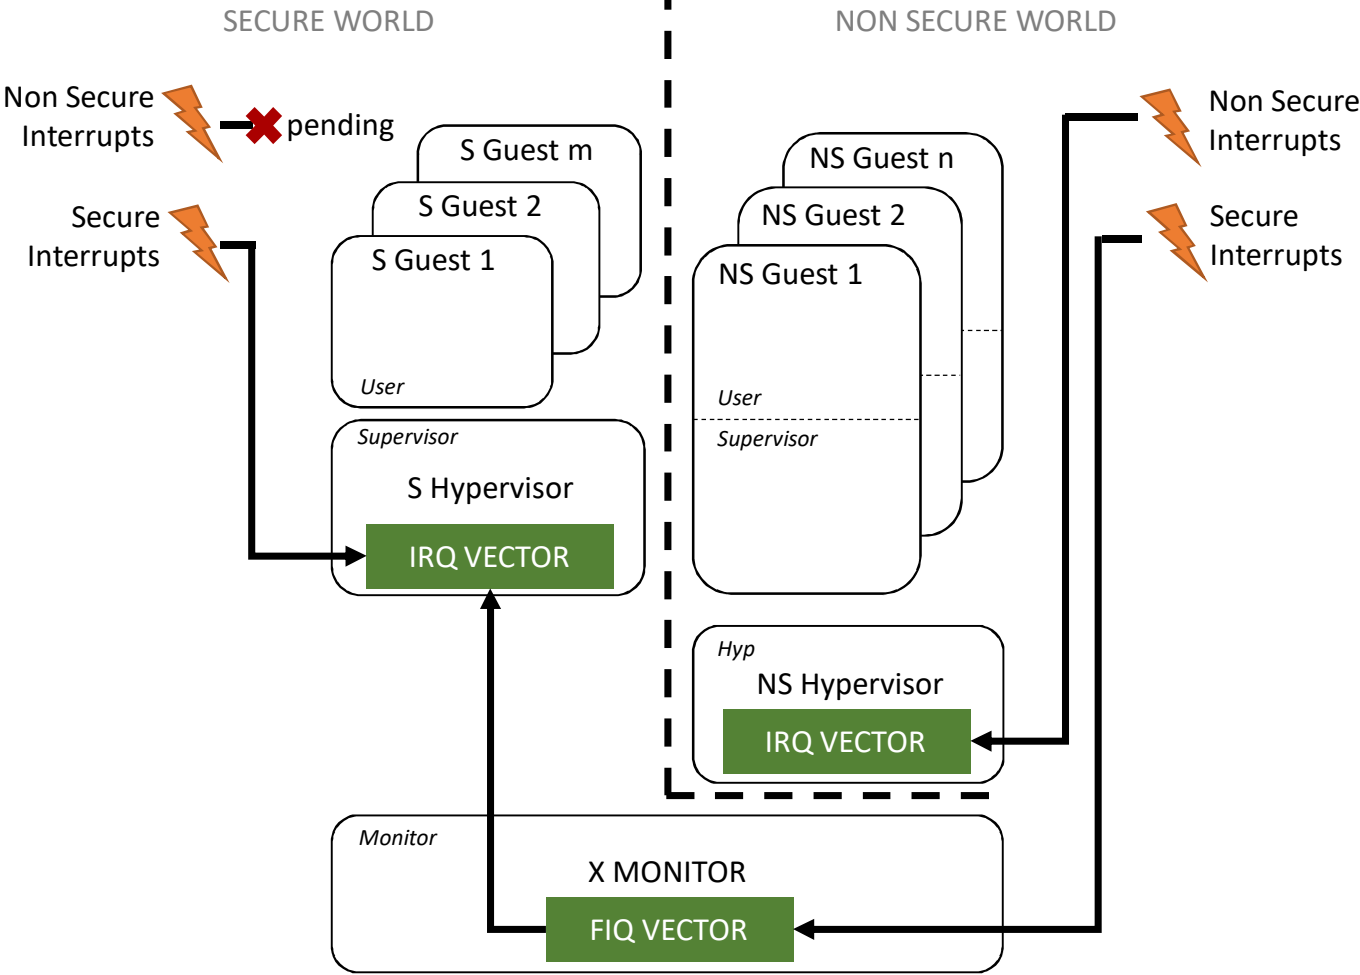 SECURE WORLD
NON SECURE WORLD
Non Secure
Interrupts
pending
Secure
Interrupts
S Guest m
S Guest 2
S Guest 1
User
Supervisor
S Hypervisor
IRQ VECTOR
NS Guest n
NS Guest 2
NS Guest 1
User
Supervisor
Non Secure
Interrupts
Secure
Interrupts
Hyp
NS Hypervisor
IRQ VECTOR
Monitor
X MONITOR
FIQ VECTOR